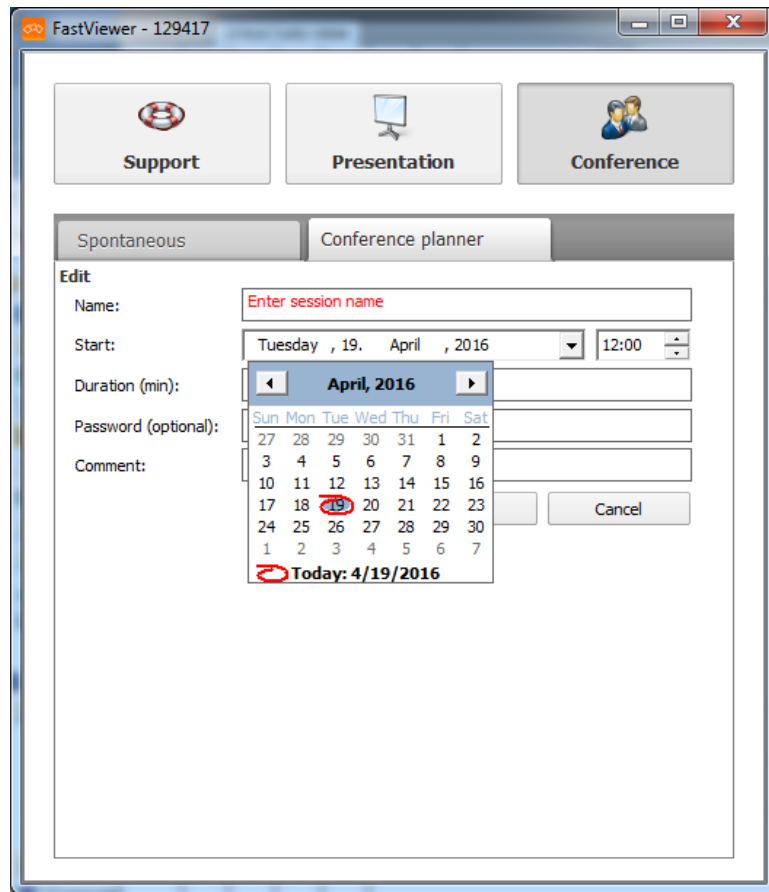 FastViewer - 129417
Support Presentation Conference
Spontaneous Conference planner
Edit
Name: Enter session name
Start: Tuesday , 19. April , 2016 12:00
Duration (min):
April, 2016
Sun Mon Tue Wed Thu Fri Sat
Password (optional):
27 28 29 30 31 1 2
3 4 5 6 7 8 9
Comment:
10 11 12 13 14 15 16
17 18 19 20 21 22 23
Cancel
24 25 26 27 28 29 30
1 2 3 4 5 6 7
Today: 4/19/2016